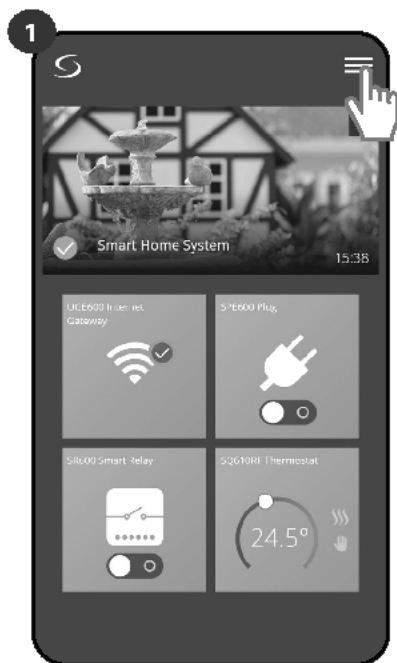 1
Smart Home System
15:38
UGE600 Internet
Gateway
SPE600 Plug
SR600 Smart Relay
SQ610RF Thermostat
24.5°